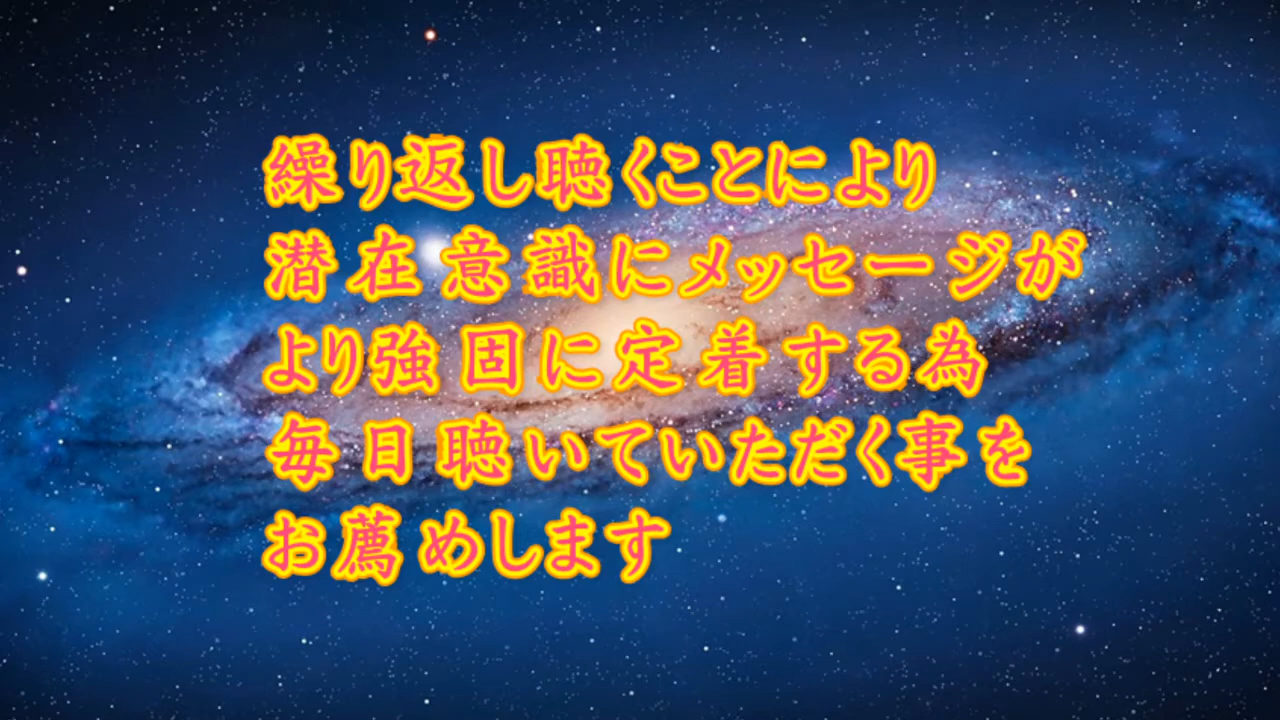 繰り返し聴くことにより
潜在意識にメッセージが
より強固に定着する為
毎日聴いていただく事を
お薦めします